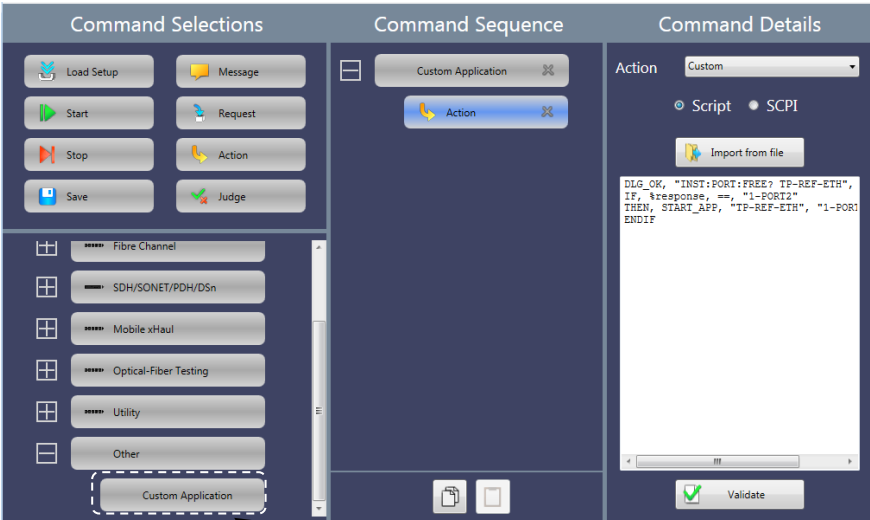 Command Selections
Load Setup
Message
Start
Request
Stop
Action
Save
Judge
Fibre Channel
SDH/SONET/PDH/DSn
Mobile xHaul
Optical-Fiber Testing
Utility
Other
Custom Application
Command Sequence
Custom Application
Action
Command Details
Action Custom
Script SCPI
Import from file
DLG_OK, "INST:PORT:FREE? TP-REF-ETH",
IF, %response, ==, "1-PORT2"
THEN, START_APP, "TP-REF-ETH", "1-PORT
ENDIF
Validate